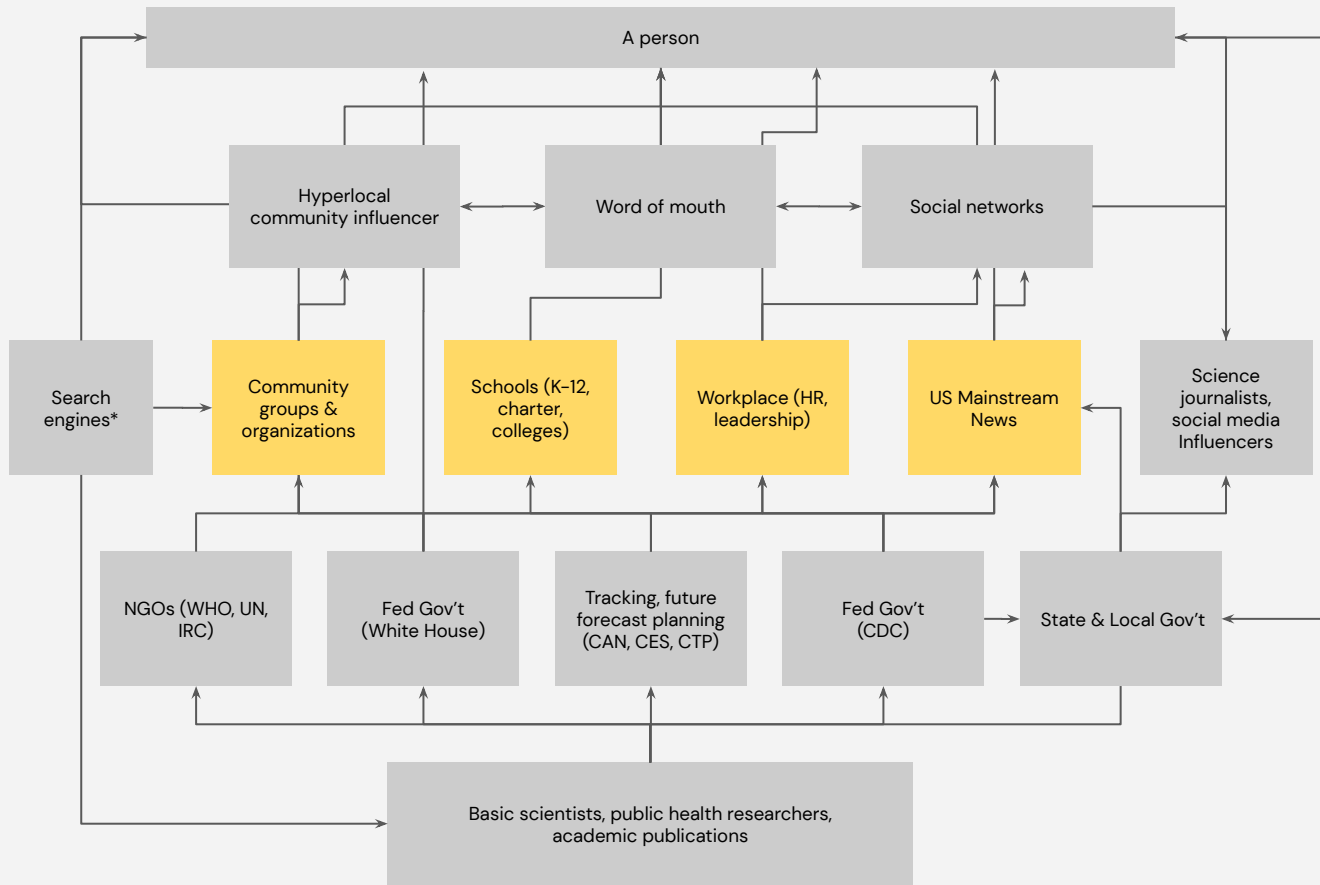 A person
Hyperlocal
community influencer
Word of mouth
Social networks
Search
engines*
Community
groups &
organizations
Schools (K-12,
charter,
colleges)
Workplace (HR,
leadership)
US Mainstream
News
Science
journalists,
social media
Influencers
NGOs (WHO, UN,
IRC)
Fed Gov't
(White House)
Tracking, future
forecast planning
(CAN, CES, CTP)
Fed Gov't
(CDC)
State & Local Gov't
Basic scientists, public health researchers,
academic publications